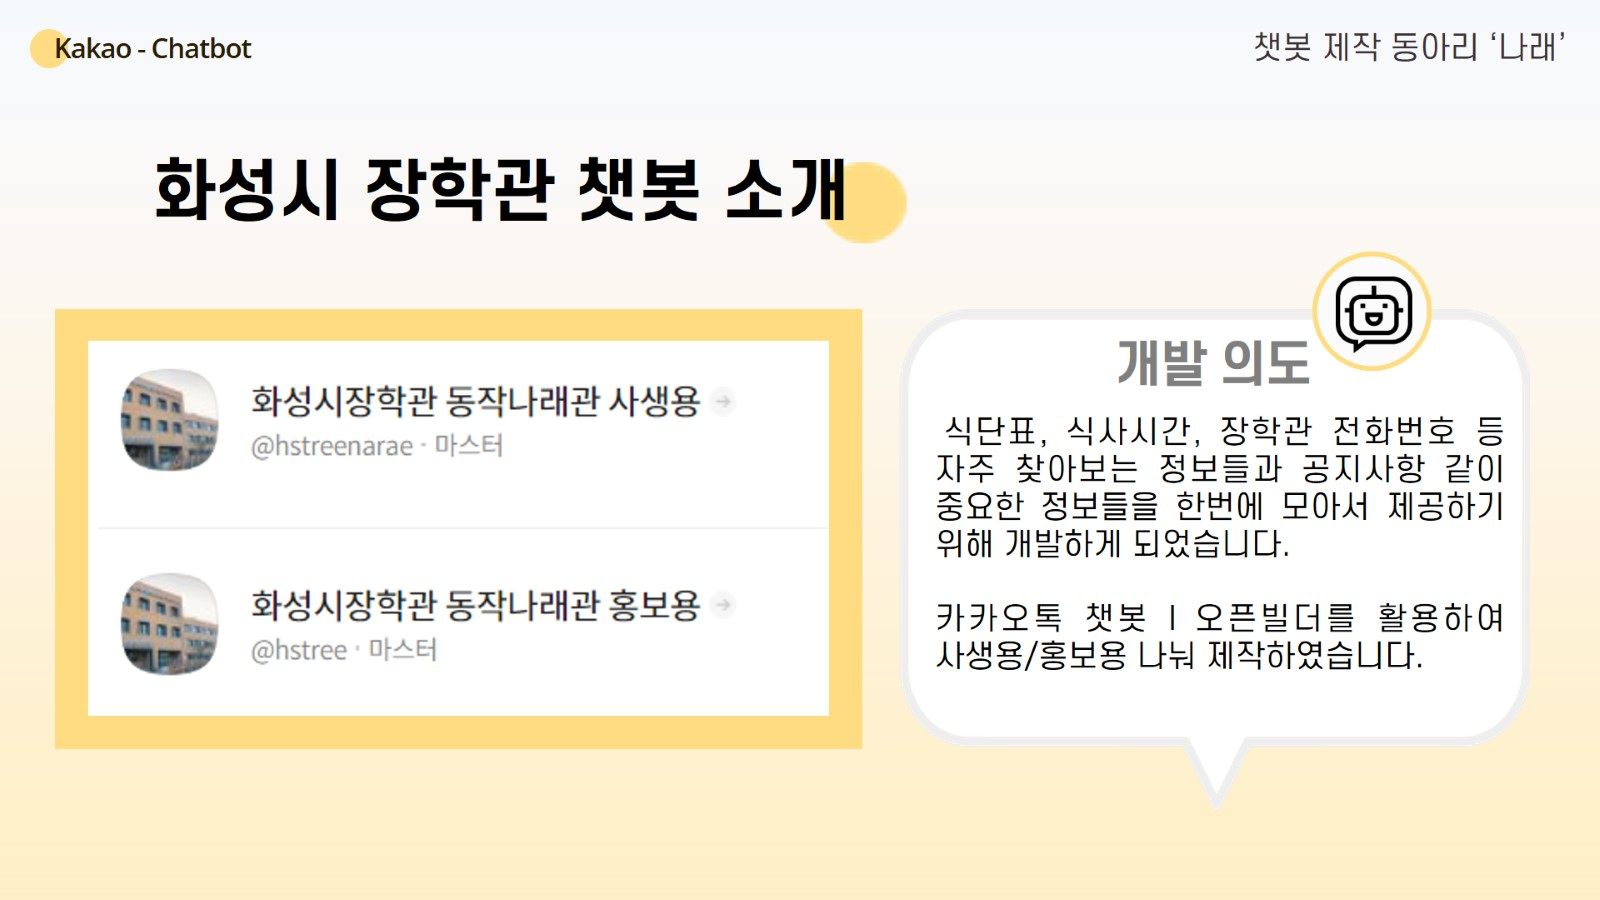 Kakao - Chatbot
챗봇 제작 동아리 ‘나래’
화성시 장학관 챗봇 소개
화성시장학관 동작나래관 사생용
@hstreenarae · 마스터
화성시장학관 동작나래관 홍보용
@hstree · 마스터
개발 의도
식단표, 식사시간, 장학관 전화번호 등
자주 찾아보는 정보들과 공지사항 같이
중요한 정보들을 한번에 모아서 제공하기
위해 개발하게 되었습니다.
카카오톡 챗봇 ㅣ오픈빌더를 활용하여
사생용/홍보용 나눠 제작하였습니다.